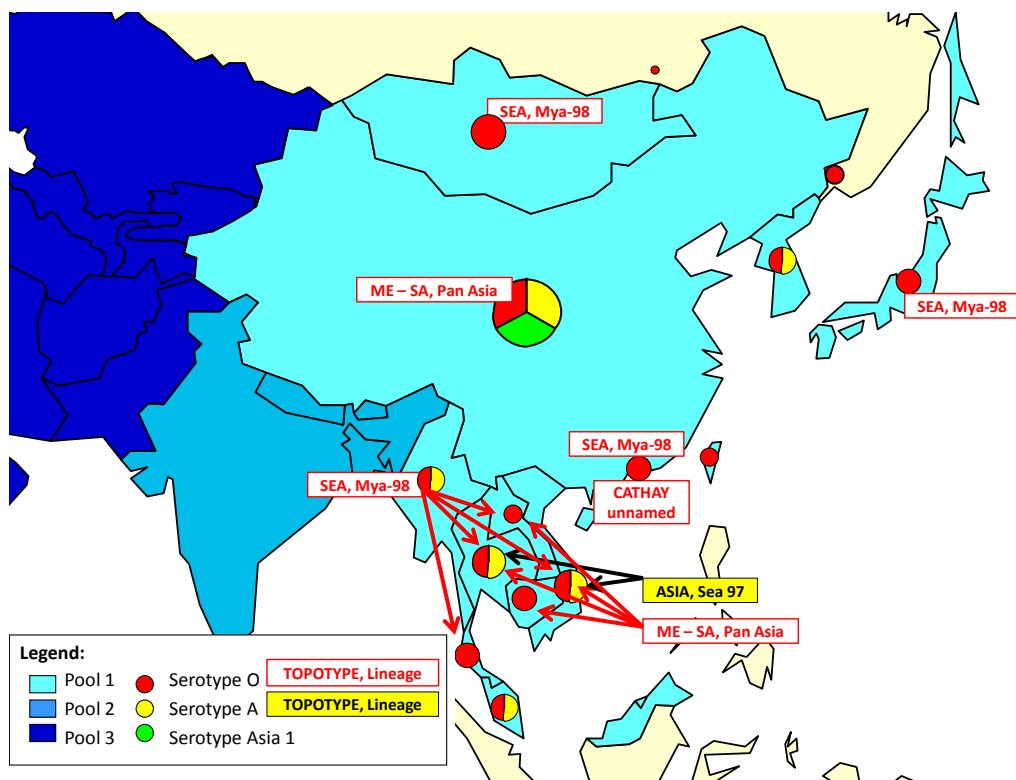 SEA, Mya-98
ME – SA, Pan Asia
SEA, Mya-98
SEA, Mya-98
SEA, Mya-98
CATHAY
unnamed
ASIA, Sea 97
ME – SA, Pan Asia
Legend:
Pool 1
Serotype O
TOPOTYPE, Lineage
Pool 2
Serotype A
TOPOTYPE, Lineage
Pool 3
Serotype Asia 1